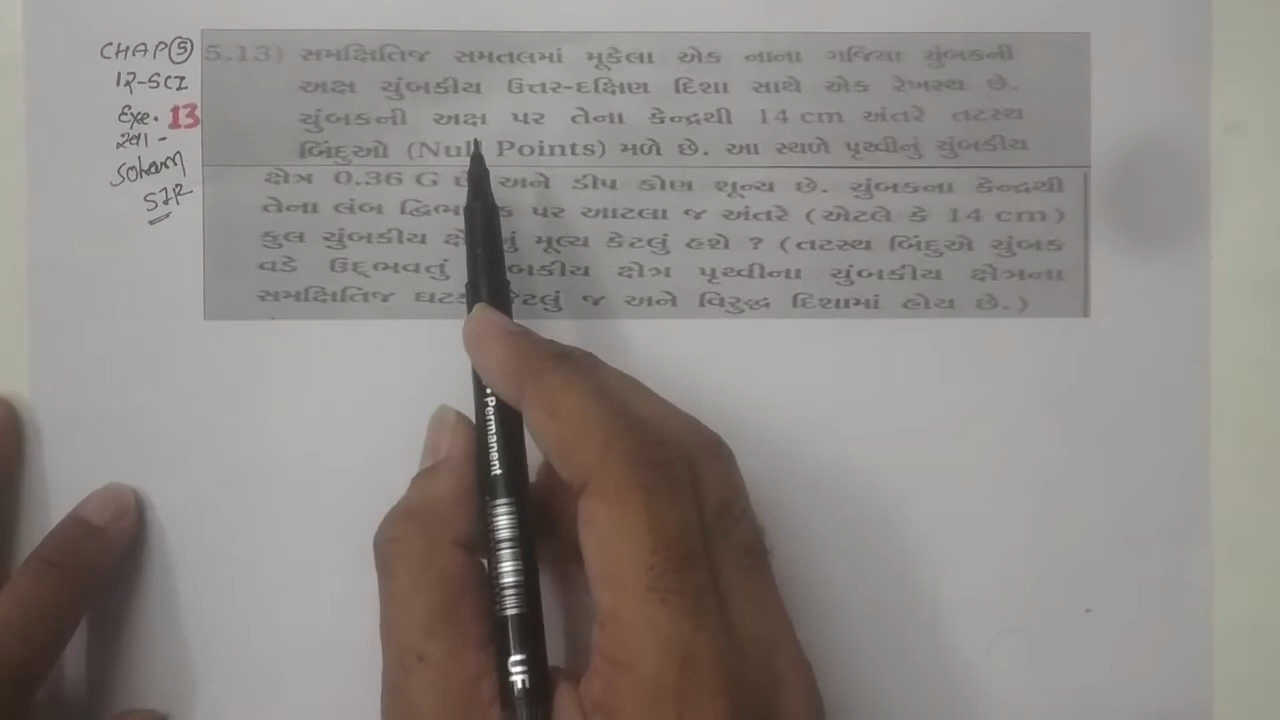 CHAP 5
12-SCI
Exe. 13
સ્વા -
Soham
SIR
5.13) સમક્ષિતિજ સમતલમાં મૂકેલા એક નાના ગજિયા ચુંબકની
અક્ષ ચુંબકીય ઉત્તર-દક્ષિણ દિશા સાથે એક રેખસ્થ છે.
ચુંબકની અક્ષ પર તેના કેન્દ્રથી 14 cm અંતરે તટસ્થ
બિંદુઓ (Null Points) મળે છે. આ સ્થળે પૃથ્વીનું ચુંબકીય
ક્ષેત્ર 0.36 G અને ડીપ કોણ શૂન્ય છે. ચુંબકના કેન્દ્રથી
તેના લંબ પર આટલા જ અંતરે (એટલે કે 14 cm)
કુલ ચુંબકીય મૂલ્ય કેટલું હશે ? (તટસ્થ બિંદુએ ચુંબક
વડે ઉદ્ભવતું ક્ષેત્ર પૃથ્વીના ચુંબકીય ક્ષેત્રના
સમક્ષિતિજ જ અને વિરુદ્ધ દિશામાં હોય છે.)
Permanent
UF